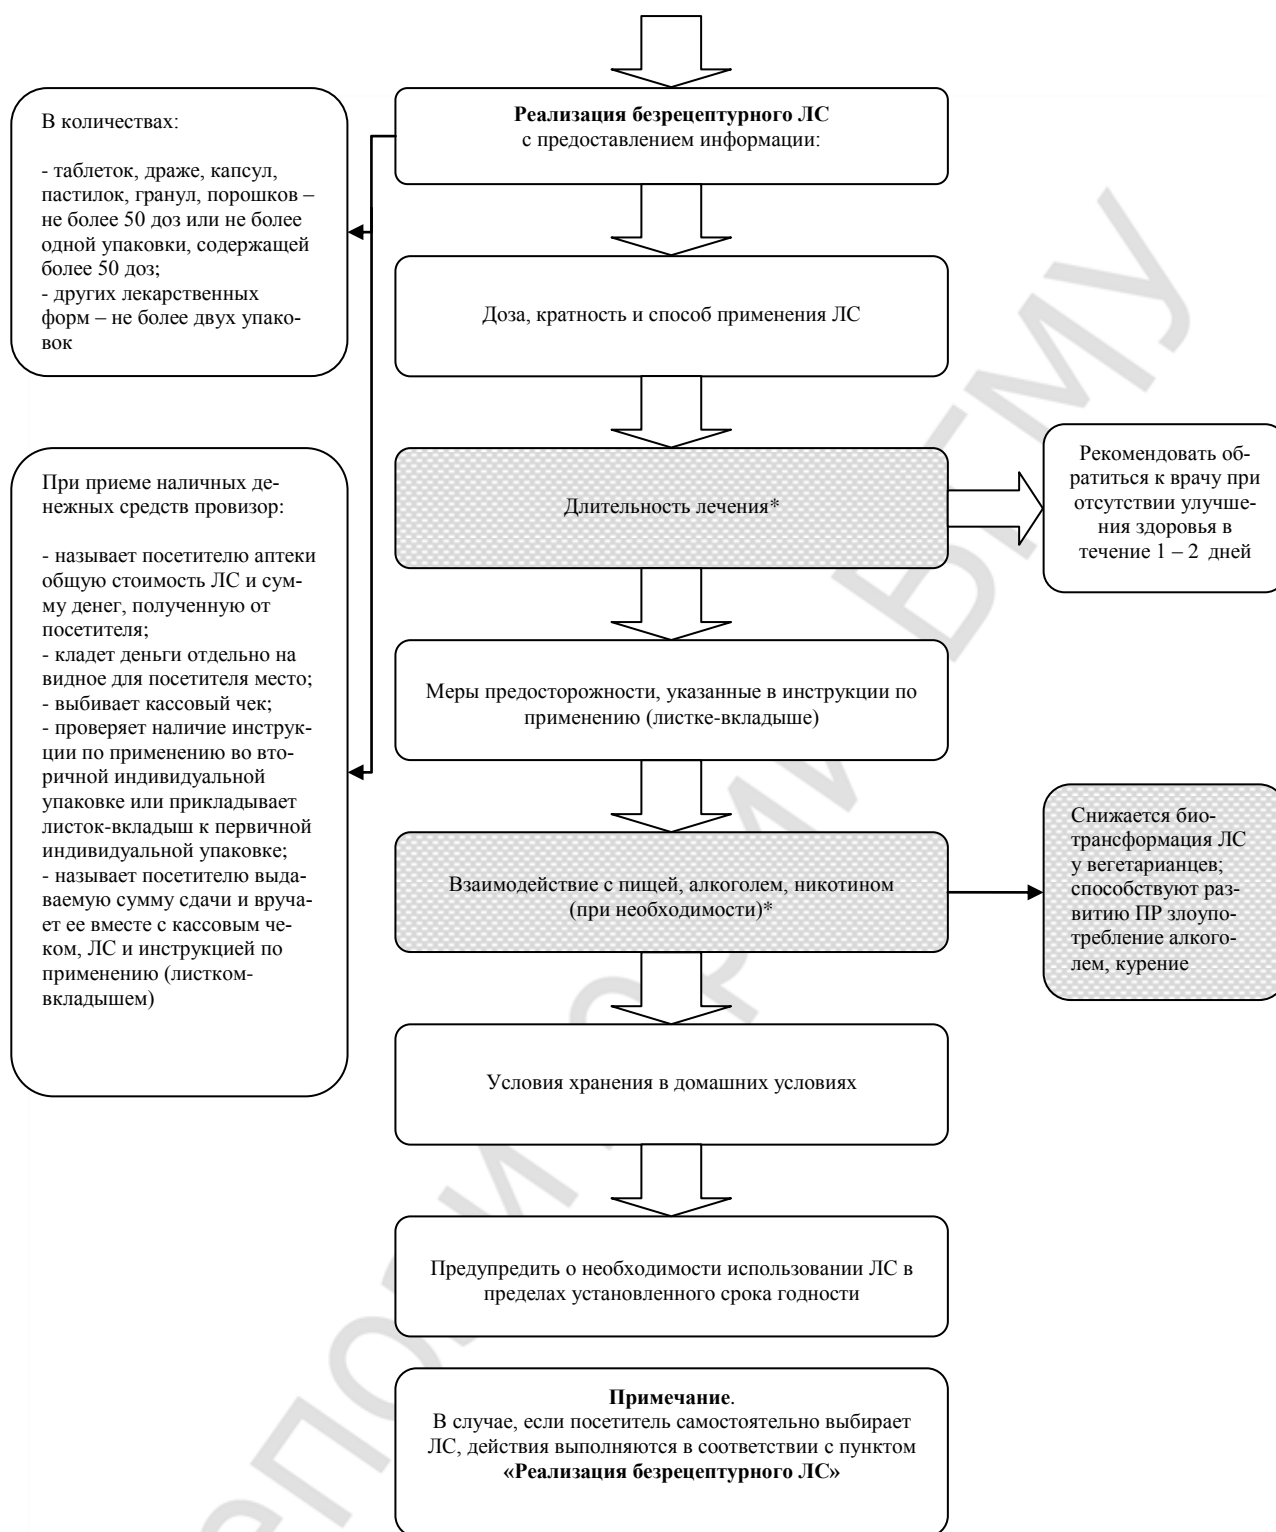 Реализация безрецептурного ЛС
с предоставлением информации:
В количествах:
- таблеток, драже, капсул,
пастилок, гранул, порошков –
не более 50 доз или не более
одной упаковки, содержащей
более 50 доз;
- других лекарственных
форм – не более двух упако-
вок
Доза, кратность и способ применения ЛС
Длительность лечения*
Рекомендовать об-
ратиться к врачу при
отсутствии улучше-
ния здоровья в
течение 1 – 2 дней
При приеме наличных де-
нежных средств провизор:
- называет посетителю аптеки
общую стоимость ЛС и сум-
му денег, полученную от
посетителя;
- кладет деньги отдельно на
видное для посетителя место;
- выбивает кассовый чек;
- проверяет наличие инструк-
ции по применению во вто-
ричной индивидуальной
упаковке или прикладывает
листок-вкладыш к первичной
индивидуальной упаковке;
- называет посетителю выда-
ваемую сумму сдачи и вруча-
ет ее вместе с кассовым че-
ком, ЛС и инструкцией по
применению (листком-
вкладышем)
Меры предосторожности, указанные в инструкции по
применению (листке-вкладыше)
Взаимодействие с пищей, алкоголем, никотином
(при необходимости)*
Снижается био-
трансформация ЛС
у вегетарианцев;
способствуют раз-
витию ПР злоупо-
требление алкого-
лем, курение
Условия хранения в домашних условиях
Предупредить о необходимости использовании ЛС в
пределах установленного срока годности
Примечание.
В случае, если посетитель самостоятельно выбирает
ЛС, действия выполняются в соответствии с пунктом
«Реализация безрецептурного ЛС»
БГМУ